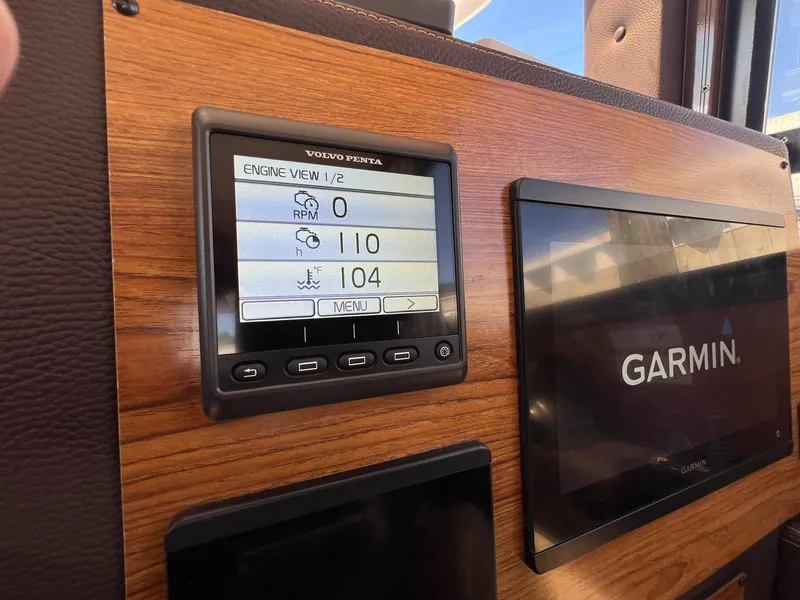 VOLVO PENTA
ENGINE VIEW 1/2
RPM 0
h 110
°F 104
MENU >
GARMIN
GARMIN